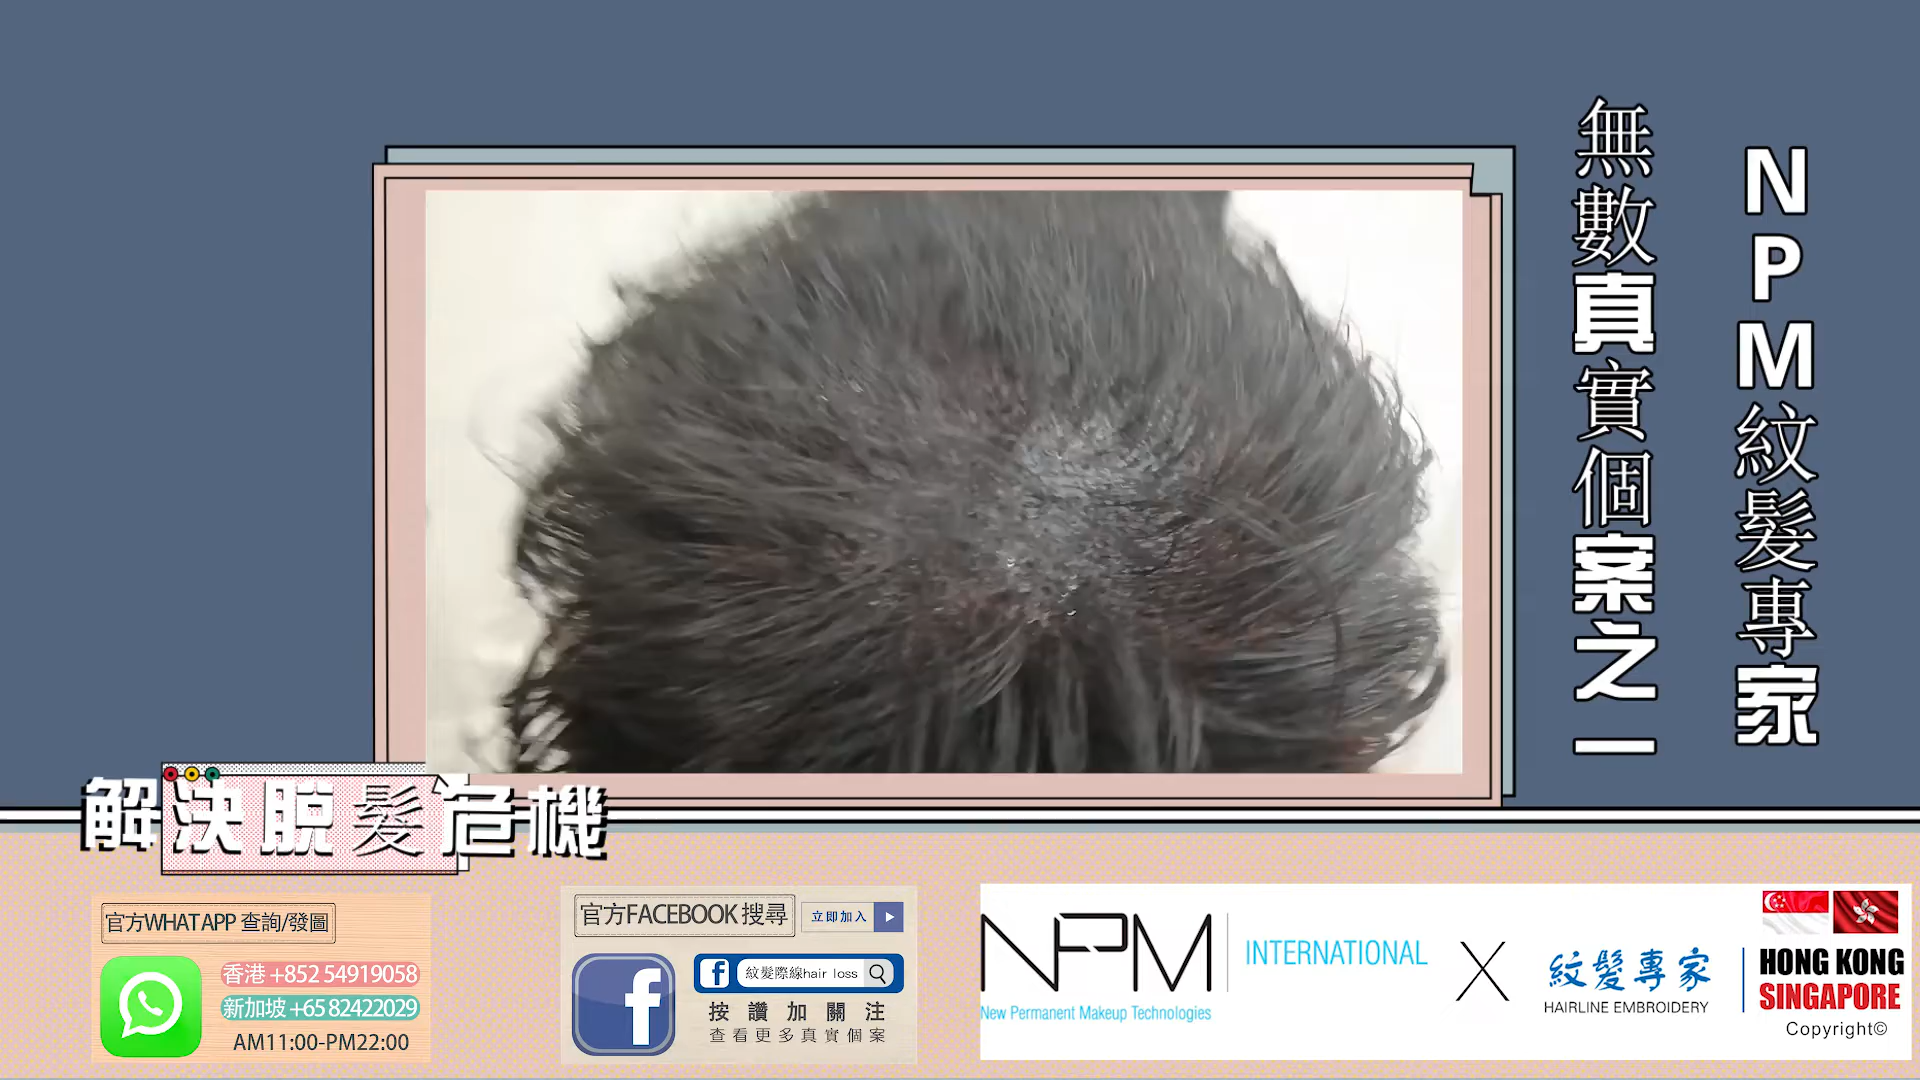 NPM紋髮專家
無數真實個案之一
解決脫髮危機
官方WHATAPP 查詢/發圖
香港 +852 54919058
新加坡 +65 82422029
AM11:00-PM22:00
官方FACEBOOK 搜尋
立即加入
紋髮際線hair loss
按讚加關注
查看更多真實個案
NPM
INTERNATIONAL
New Permanent Makeup Technologies
X
紋髮專家
HAIRLINE EMBROIDERY
HONG KONG
SINGAPORE
Copyright©